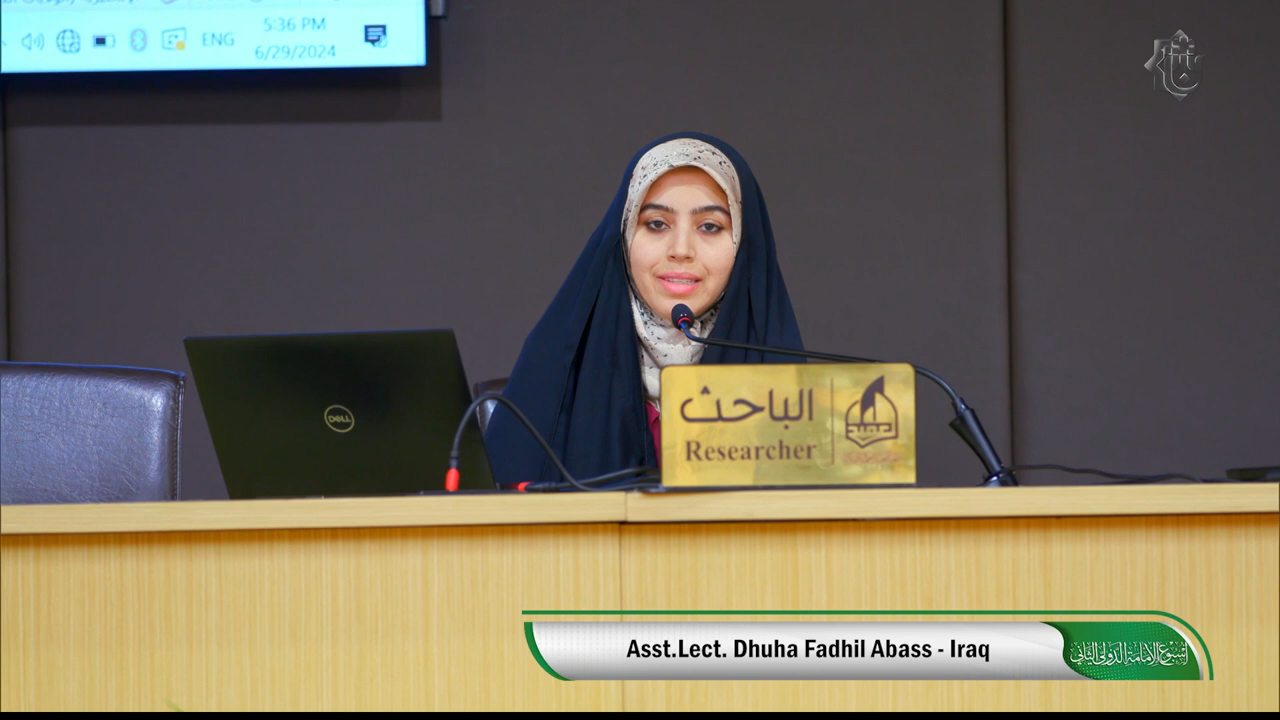 5:36 PM
ENG
6/29/2024
DELL
الباحث
Researcher
Asst.Lect. Dhuha Fadhil Abass - Iraq
أسبوع الإمامة الدولي الثاني